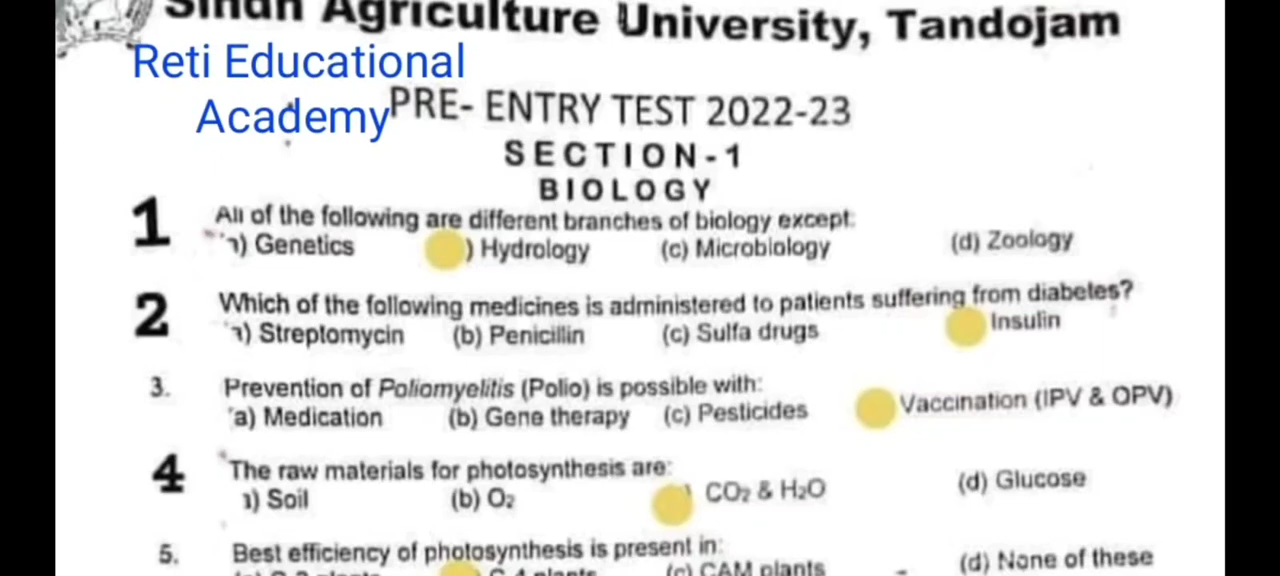 Sindh Agriculture University, Tandojam
Reti Educational
Academy
PRE- ENTRY TEST 2022-23
SECTION-1
BIOLOGY
1 All of the following are different branches of biology except:
a) Genetics ) Hydrology (c) Microbiology (d) Zoology
2 Which of the following medicines is administered to patients suffering from diabetes?
a) Streptomycin (b) Penicillin (c) Sulfa drugs Insulin
3. Prevention of Poliomyelitis (Polio) is possible with:
a) Medication (b) Gene therapy (c) Pesticides Vaccination (IPV & OPV)
4 The raw materials for photosynthesis are:
a) Soil (b) O₂ ) CO₂ & H₂O (d) Glucose
5. Best efficiency of photosynthesis is present in:
C-4 plants (c) CAM plants (d) None of these